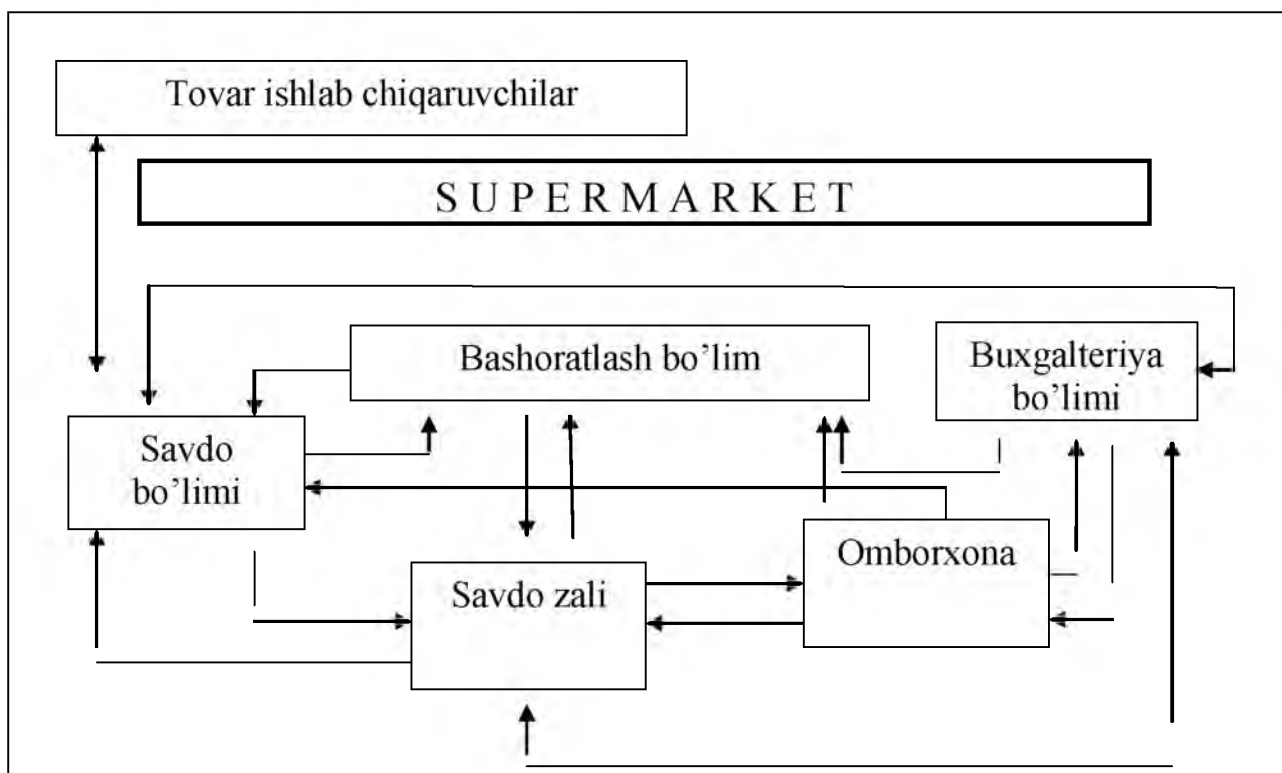 Tovar ishlab chiqaruvchilar
S U P E R M A R K E T
Bashoratlash bo’lim
Buxgalteriya
bo’limi
Savdo
bo’limi
Omborxona
Savdo zali